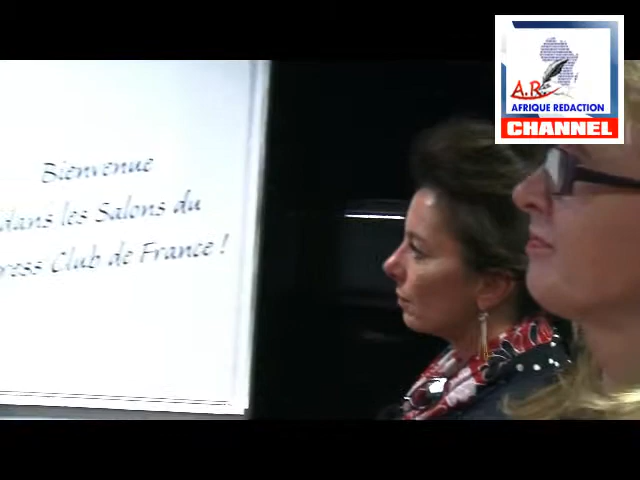 A.R.
AFRIQUE REDACTION
CHANNEL
Bienvenue
dans les Salons du
ress Club de France !